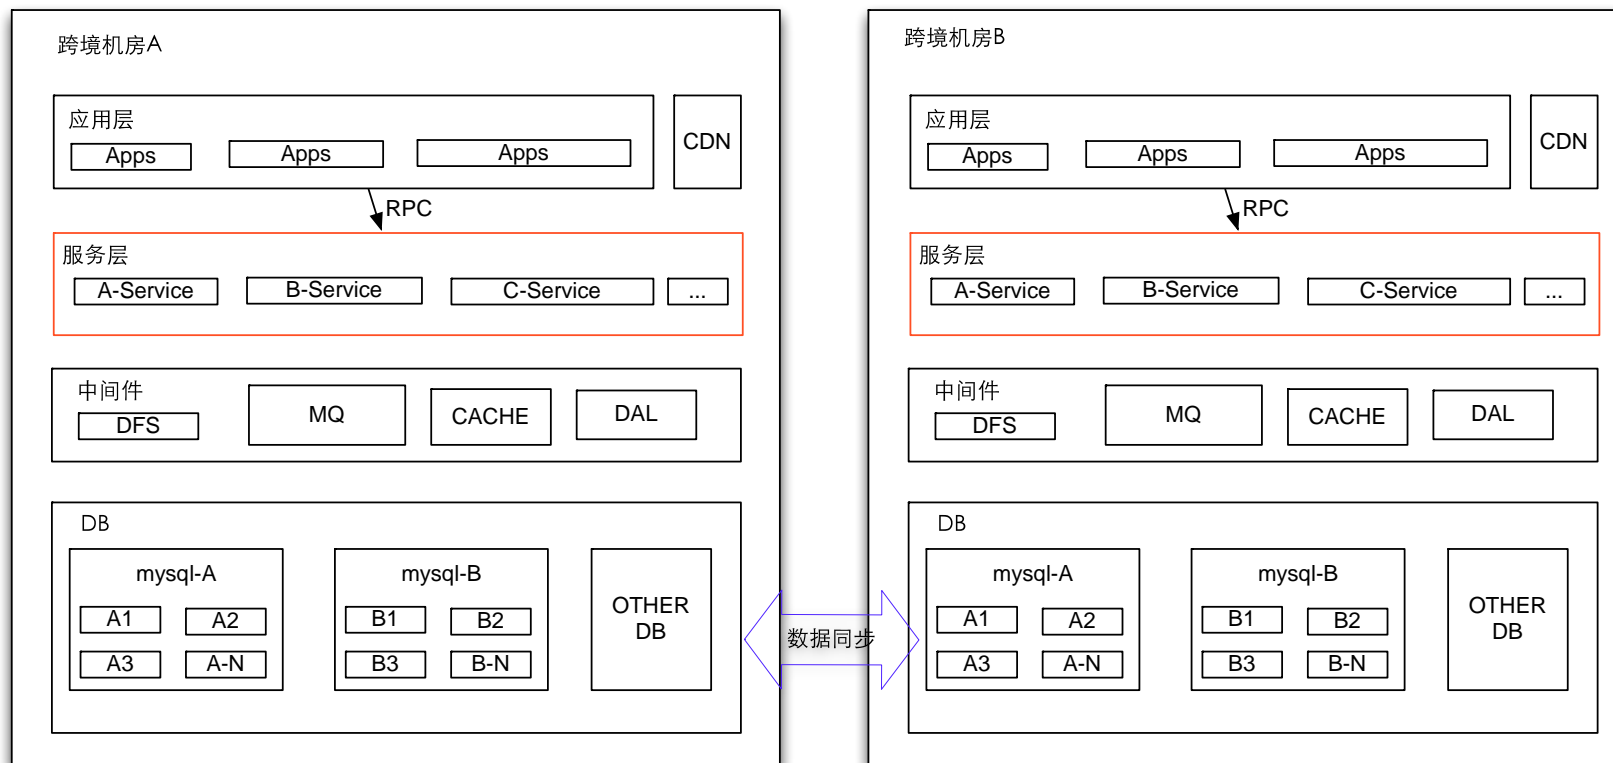 跨境机房A
应用层
Apps
Apps
Apps
CDN
RPC
服务层
A-Service
B-Service
C-Service
...
中间件
DFS
MQ
CACHE
DAL
DB
mysql-A
A1
A2
A3
A-N
mysql-B
B1
B2
B3
B-N
OTHER
DB
数据同步
跨境机房B
应用层
Apps
Apps
Apps
CDN
RPC
服务层
A-Service
B-Service
C-Service
...
中间件
DFS
MQ
CACHE
DAL
DB
mysql-A
A1
A2
A3
A-N
mysql-B
B1
B2
B3
B-N
OTHER
DB